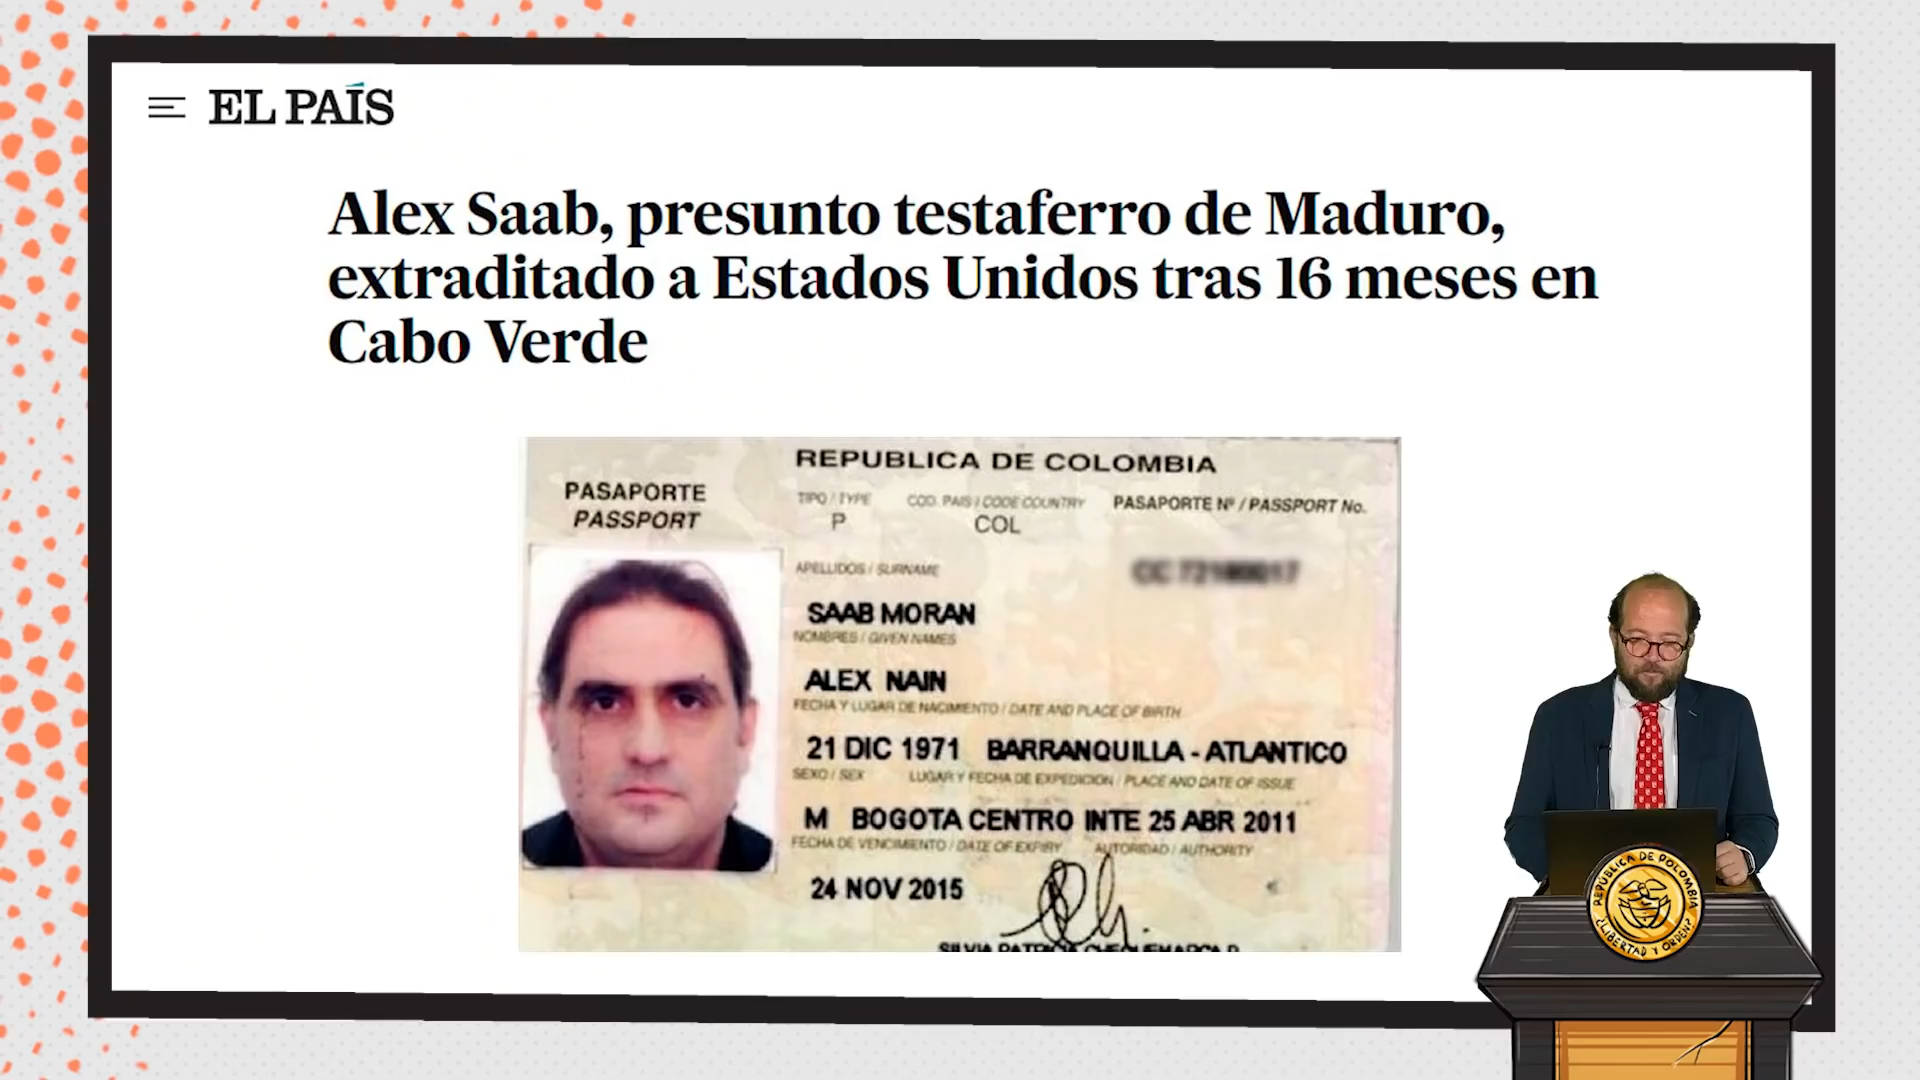 EL PAÍS
Alex Saab, presunto testaferro de Maduro,
extraditado a Estados Unidos tras 16 meses en
Cabo Verde
REPUBLICA DE COLOMBIA
PASAPORTE
PASSPORT
TIPO / TYPE COD. PAIS / CODE COUNTRY PASAPORTE Nº / PASSPORT No.
P COL
APELLIDOS / SURNAME
SAAB MORAN
NOMBRES / GIVEN NAMES
ALEX NAIN
FECHA Y LUGAR DE NACIMIENTO / DATE AND PLACE OF BIRTH
21 DIC 1971 BARRANQUILLA - ATLANTICO
SEXO / SEX LUGAR Y FECHA DE EXPEDICION / PLACE AND DATE OF ISSUE
M BOGOTA CENTRO INTE 25 ABR 2011
FECHA DE VENCIMIENTO / DATE OF EXPIRY AUTORIDAD / AUTHORITY
24 NOV 2015
SILVIA PATRICIA
REPÚBLICA DE POLOMBIA
¿LIBERTAD Y ORDEN?